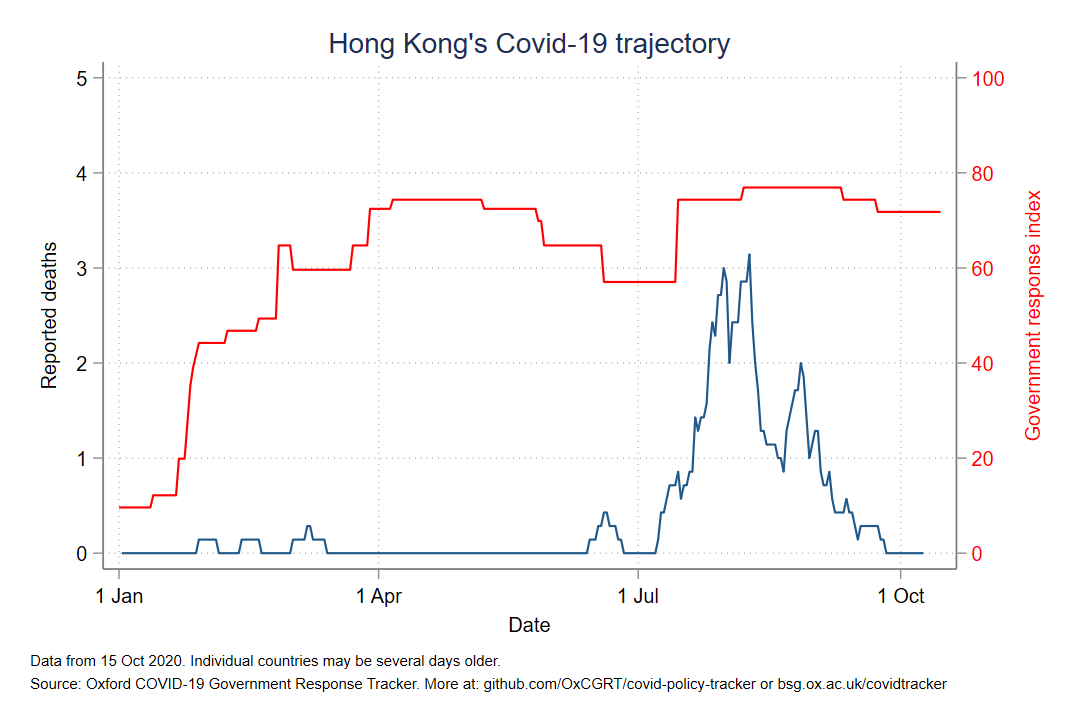 Hong Kong's Covid-19 trajectory
5
4
3
2
1
0
Reported deaths
100
80
60
40
20
0
Government response index
1 Jan
1 Apr
1 Jul
1 Oct
Date
Data from 15 Oct 2020. Individual countries may be several days older.
Source: Oxford COVID-19 Government Response Tracker. More at: github.com/OxCGRT/covid-policy-tracker or bsg.ox.ac.uk/covidtracker